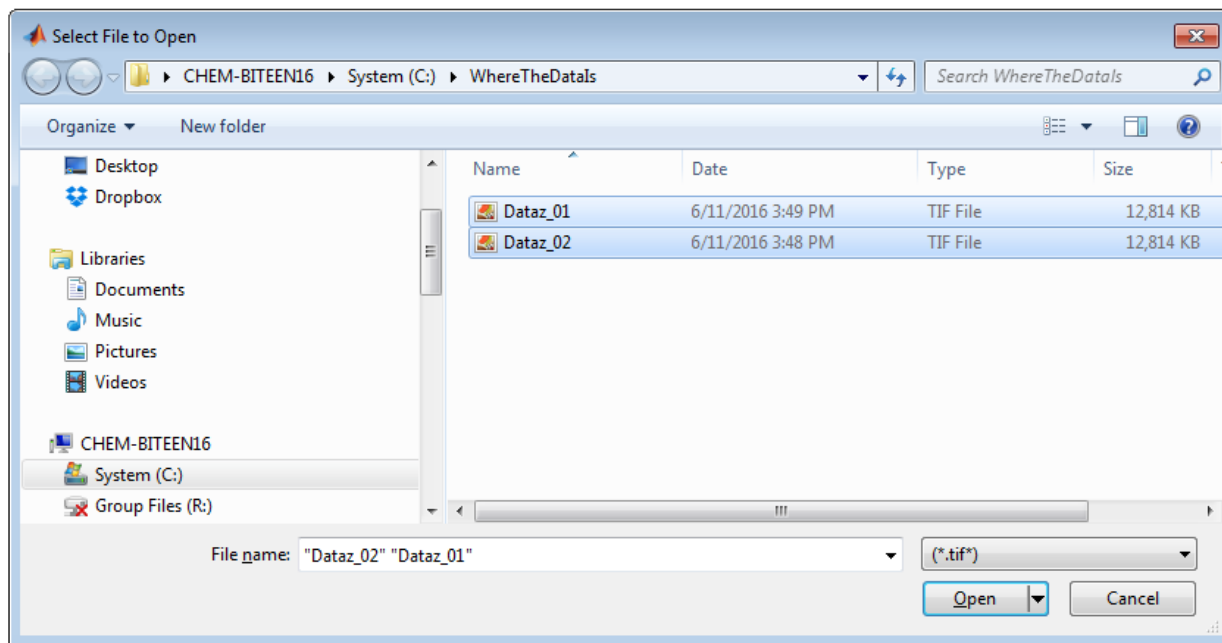 Select File to Open
CHEM-BITEEN16 System (C:) WhereTheDataIs Search WhereTheDataIs
Organize New folder
Desktop
Dropbox
Libraries
Documents
Music
Pictures
Videos
CHEM-BITEEN16
System (C:)
Group Files (R:)
Name Date Type Size
Dataz_01 6/11/2016 3:49 PM TIF File 12,814 KB
Dataz_02 6/11/2016 3:48 PM TIF File 12,814 KB
File name: "Dataz_02" "Dataz_01" (*.tif*)
Open Cancel